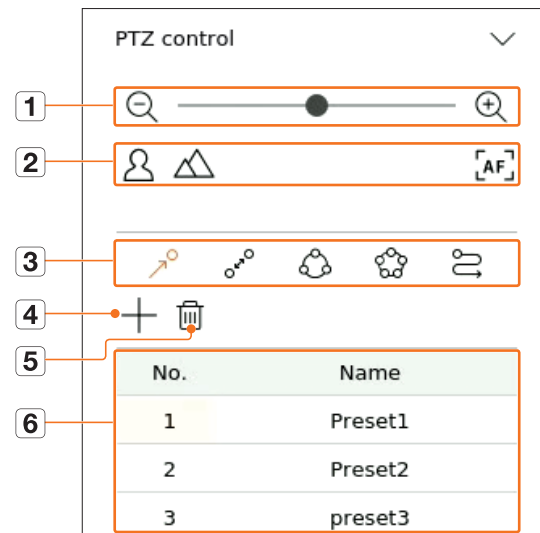 PTZ control
1
2
AF
3
4
5
6
No. Name
1 Preset1
2 Preset2
3 preset3